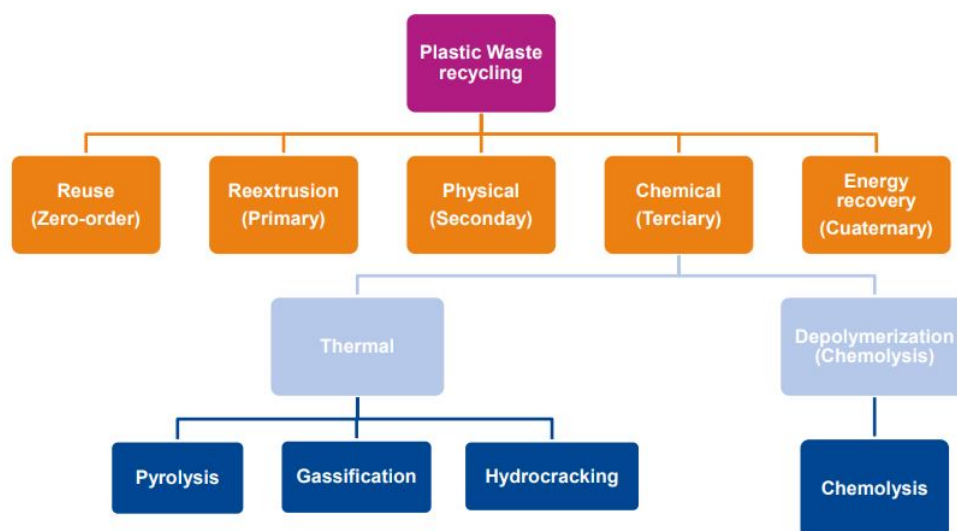 Plastic Waste
recycling
Reuse
(Zero-order)
Reextrusion
(Primary)
Physical
(Seconday)
Chemical
(Terciary)
Energy
recovery
(Cuaternary)
Thermal
Depolymerization
(Chemolysis)
Pyrolysis
Gassification
Hydrocracking
Chemolysis